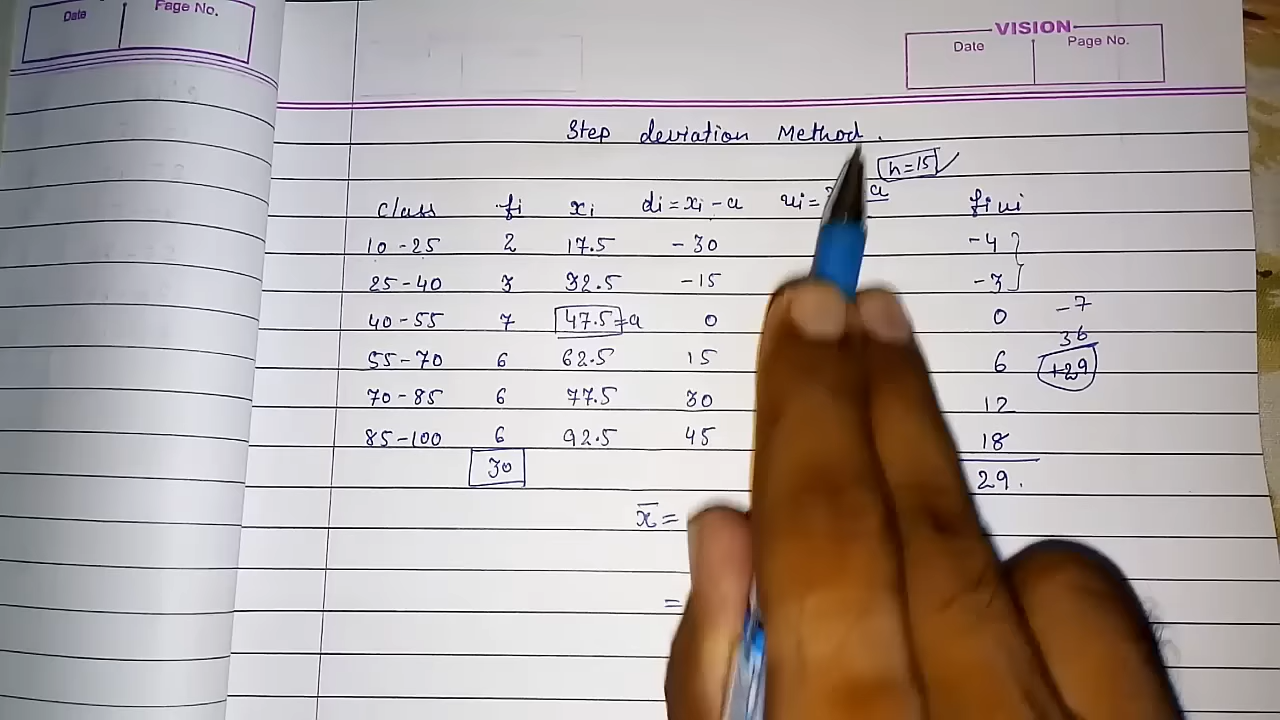 Date Page No.
VISION
Date Page No.
Step deviation Method.
h=15
class fi xi di = xi - a ui = a fiui
10-25 2 17.5 -30 -4
25-40 3 32.5 -15 -3
-7
40-55 7 47.5=a 0 0
36
55-70 6 62.5 15 6 +29
70-85 6 77.5 30 12
85-100 6 92.5 45 18
30 29.
x̄ =
=